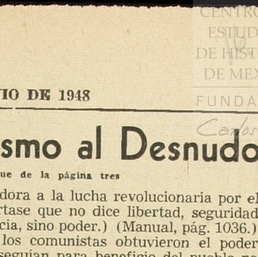 CENTRO
ESTUD
DE HIST
DE MEX
FUNDA
Carlos
IO DE 1948
smo al Desnudo
que de la página tres
dora a la lucha revolucionaria por el
rtase que no dice libertad, seguridad
cia, sino poder.) (Manual, pág. 1036.)
los comunistas obtuvieron el poder